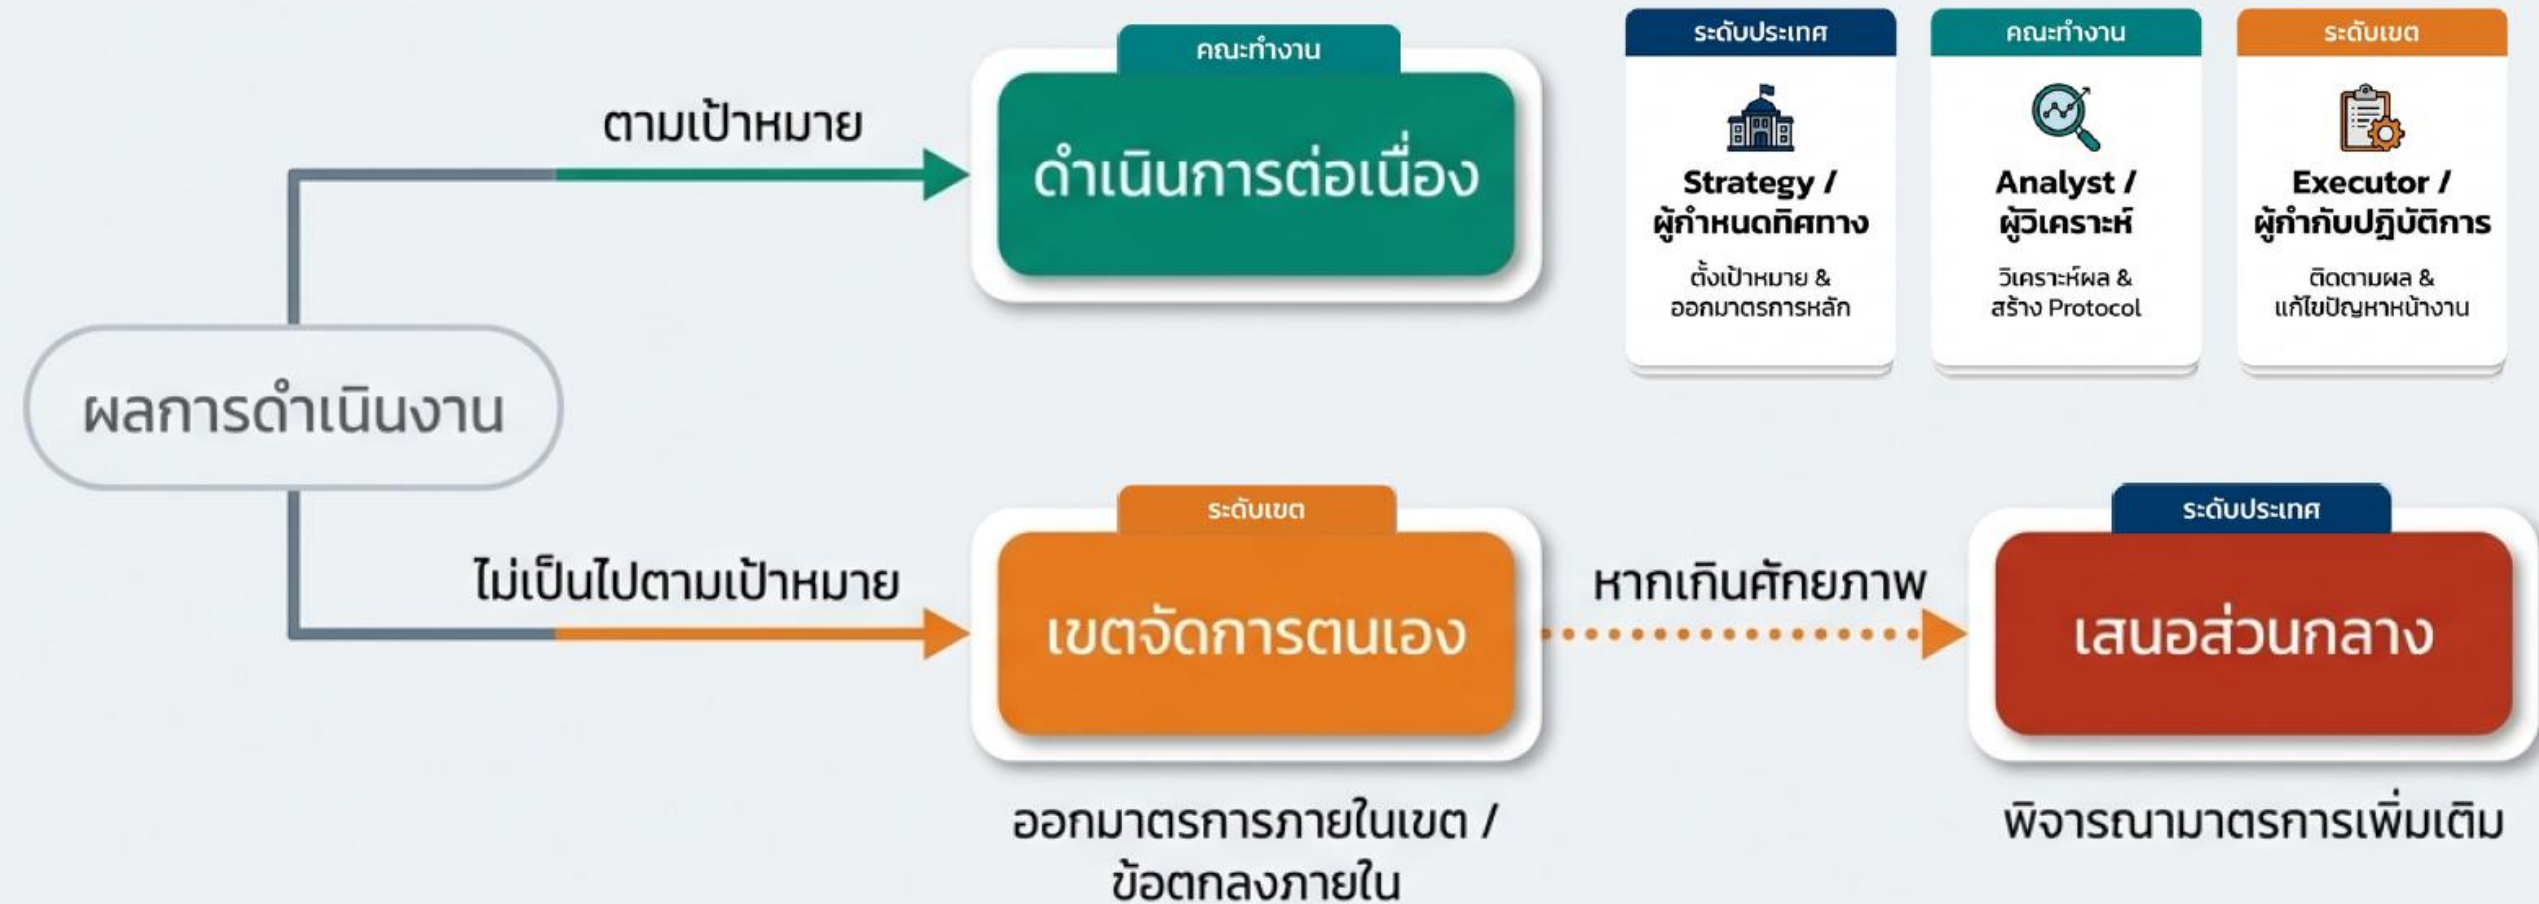 คณะทำงาน
ดำเนินการต่อเนื่อง
ตามเป้าหมาย
ระดับประเทศ
Strategy /
ผู้กำหนดทิศทาง
ตั้งเป้าหมาย &
ออกมาตรการหลัก
คณะทำงาน
Analyst /
ผู้วิเคราะห์
วิเคราะห์ผล &
สร้าง Protocol
ระดับเขต
Executor /
ผู้กำกับปฏิบัติการ
ติดตามผล &
แก้ไขปัญหาหน้างาน
ผลการดำเนินงาน
ไม่เป็นไปตามเป้าหมาย
ระดับเขต
เขตจัดการตนเอง
ออกมาตรการภายในเขต /
ข้อตกลงภายใน
หากเกินศักยภาพ
ระดับประเทศ
เสนอส่วนกลาง
พิจารณามาตรการเพิ่มเติม